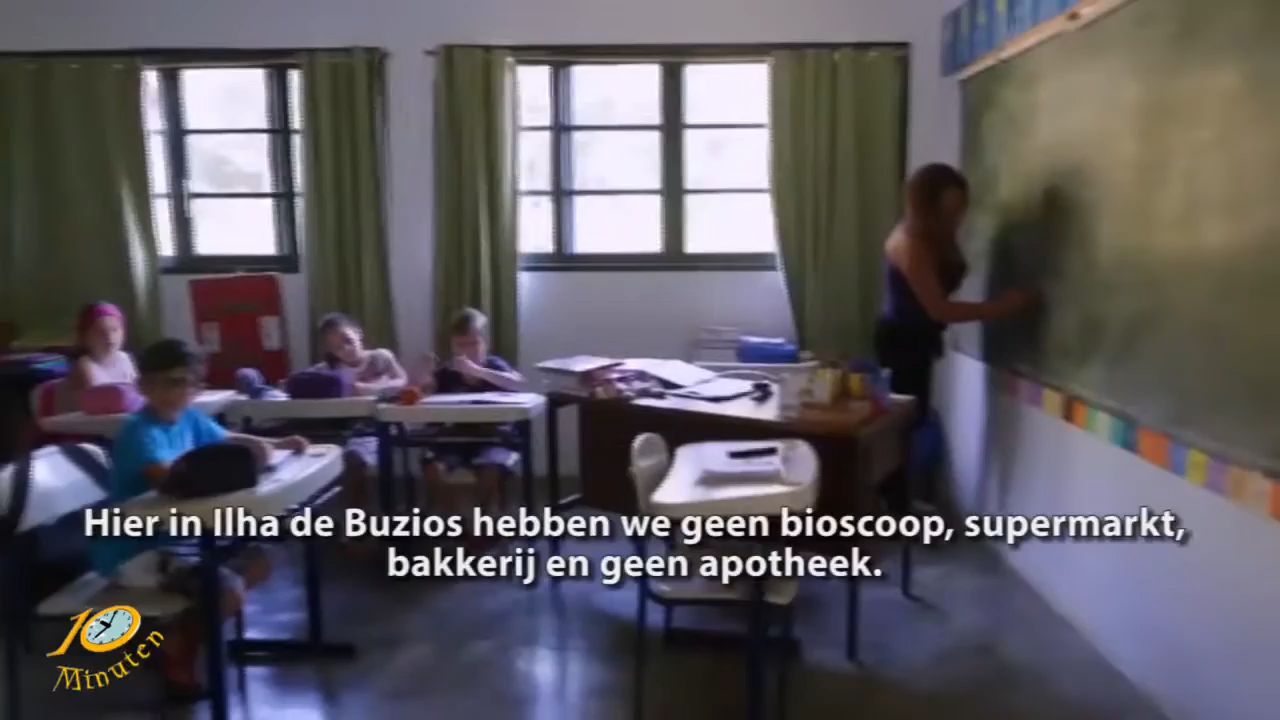 Hier in Ilha de Buzios hebben we geen bioscoop, supermarkt,
bakkerij en geen apotheek.
10
Minuten